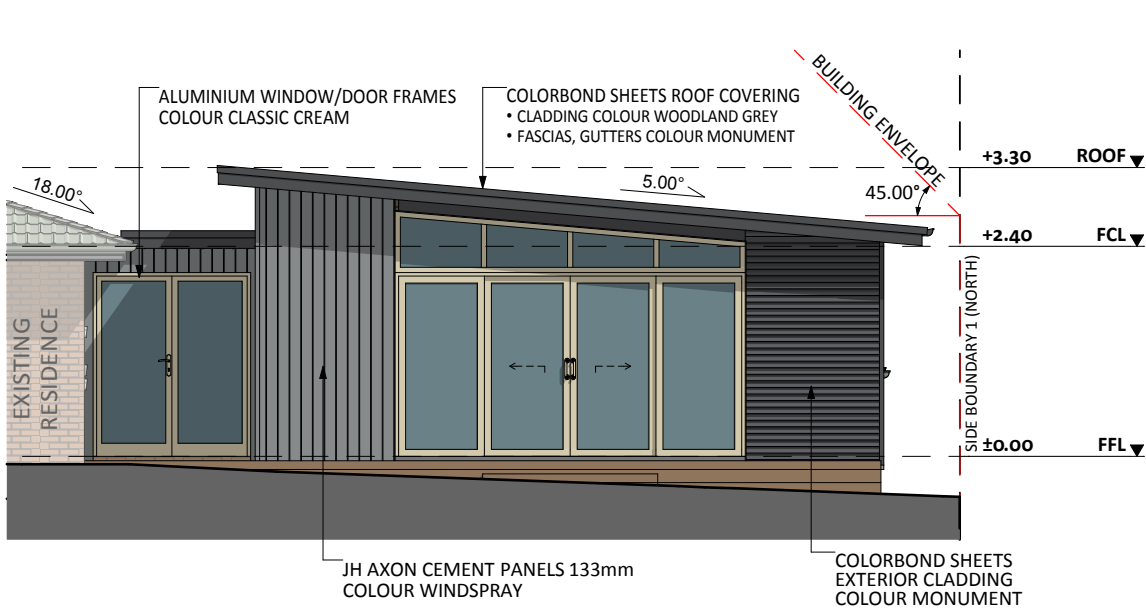 ALUMINIUM WINDOW/DOOR FRAMES
COLOUR CLASSIC CREAM
COLORBOND SHEETS ROOF COVERING
• CLADDING COLOUR WOODLAND GREY
• FASCIAS, GUTTERS COLOUR MONUMENT
BUILDING ENVELOPE
+3.30 ROOF
18.00°
5.00°
45.00°
+2.40 FCL
EXISTING
RESIDENCE
SIDE BOUNDARY 1 (NORTH)
±0.00 FFL
JH AXON CEMENT PANELS 133mm
COLOUR WINDSPRAY
COLORBOND SHEETS
EXTERIOR CLADDING
COLOUR MONUMENT